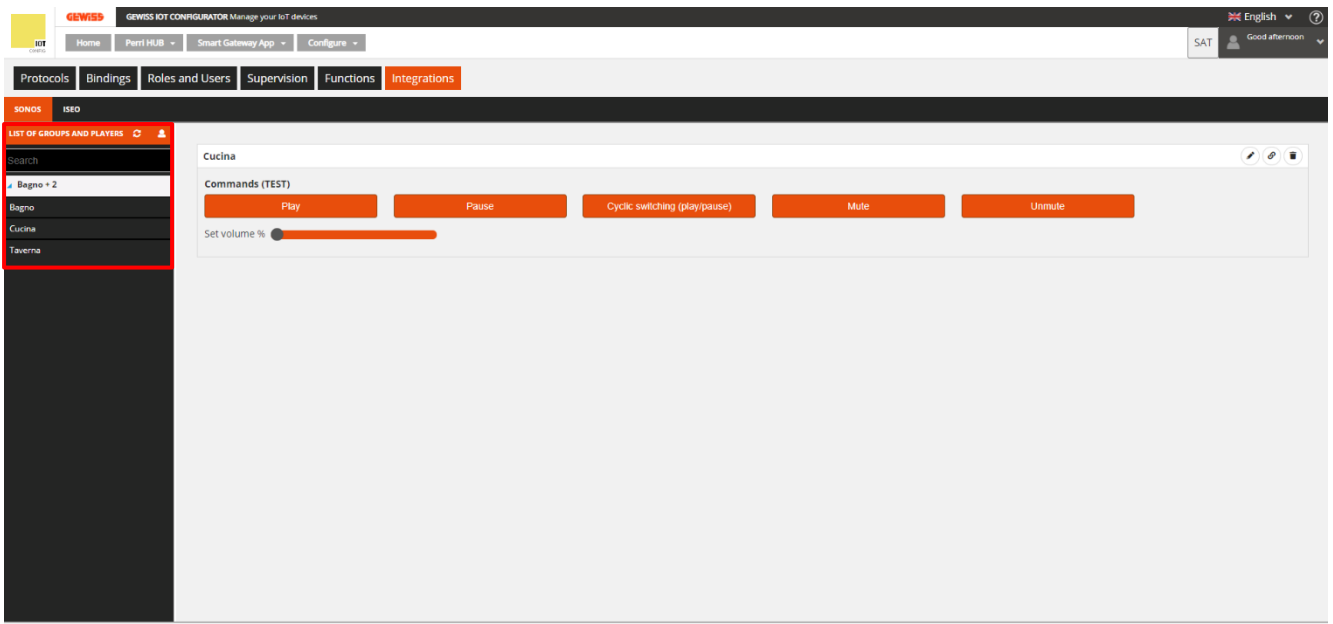 GEWISS GEWISS IOT CONFIGURATOR Manage your IoT devices English
IOT
CONFIG
Home Perri HUB Smart Gateway App Configure SAT Good afternoon
Protocols Bindings Roles and Users Supervision Functions Integrations
SONOS ISEO
LIST OF GROUPS AND PLAYERS
Search
Cucina
Bagno + 2
Commands (TEST)
Bagno
Play Pause Cyclic switching (play/pause) Mute Unmute
Cucina
Set volume %
Taverna